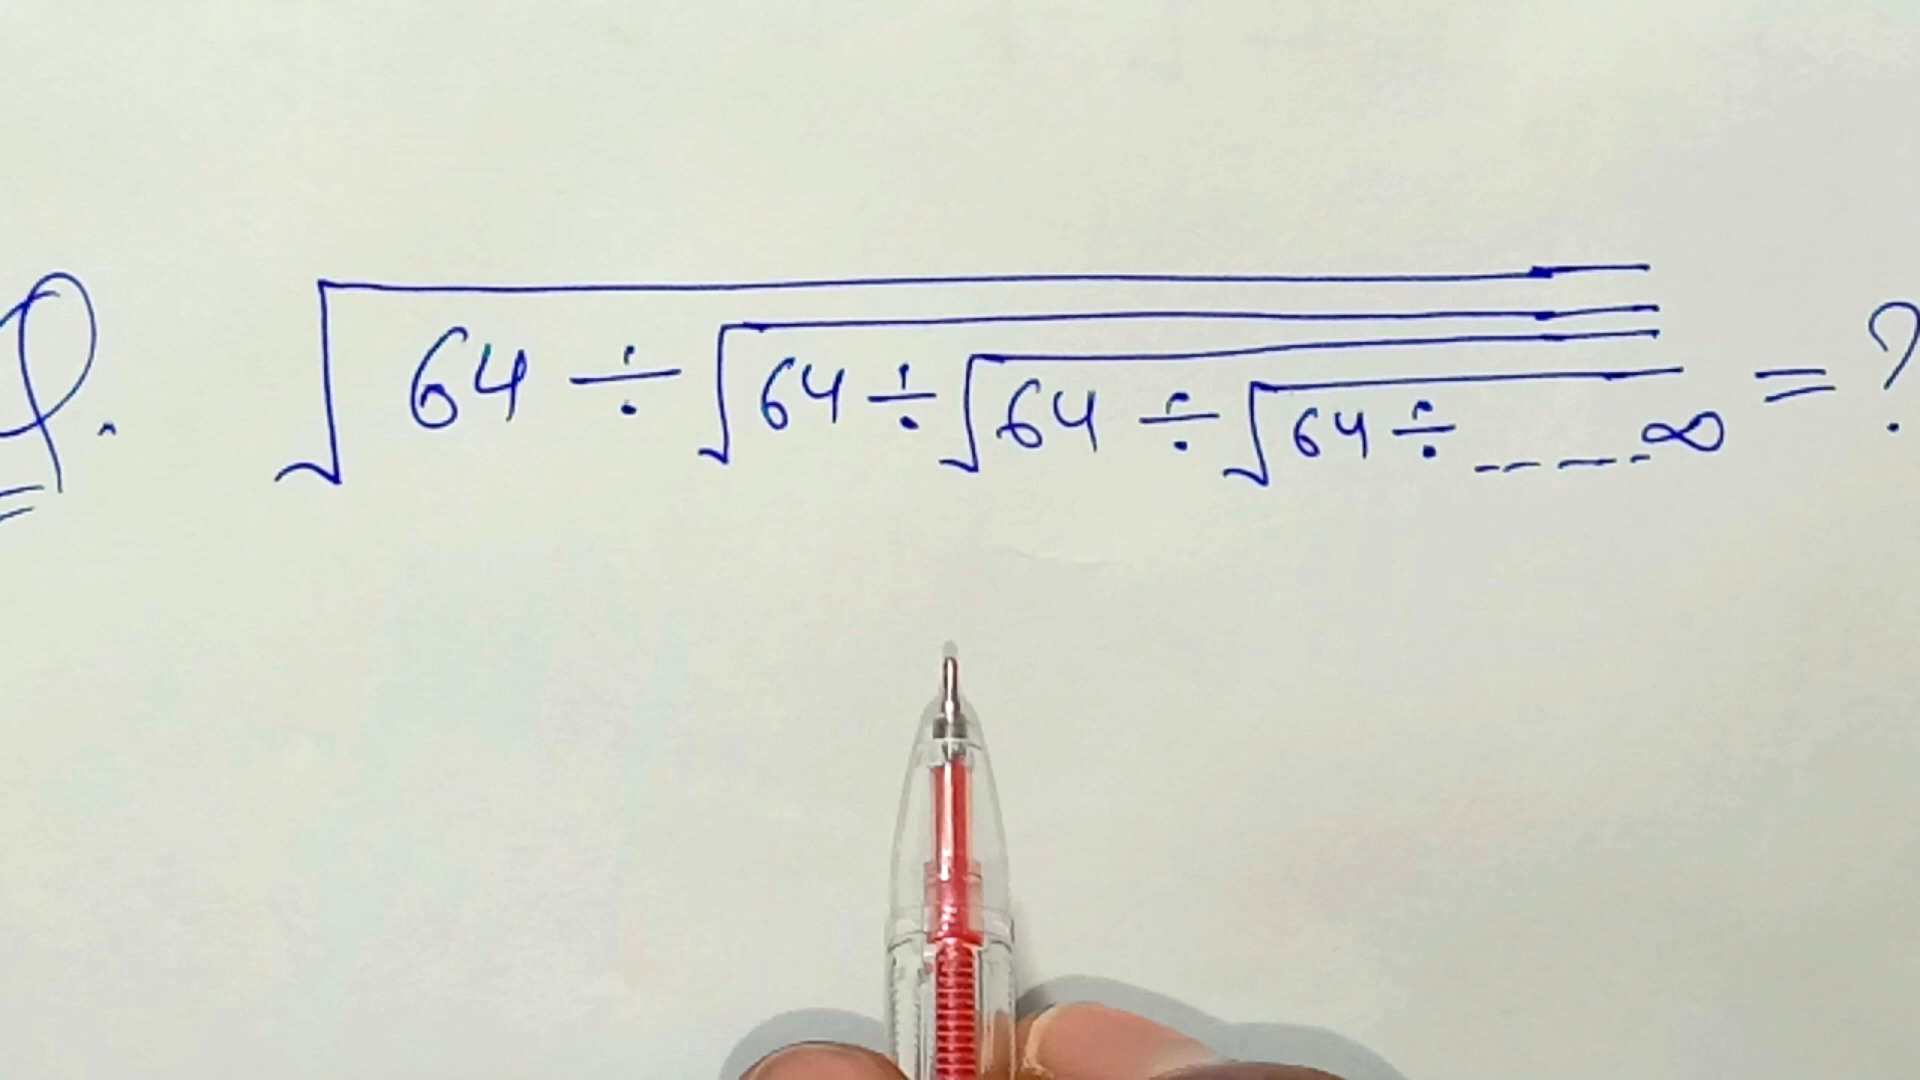 Q. √64 ÷ √64 ÷ √64 ÷ √64 ÷ -----∞ = ?